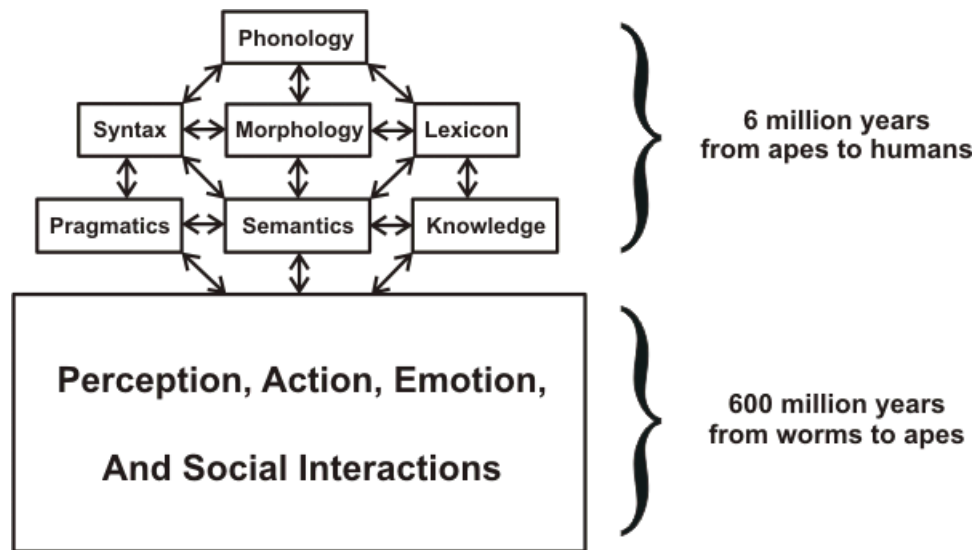 Phonology
Syntax
Morphology
Lexicon
Pragmatics
Semantics
Knowledge
6 million years
from apes to humans
Perception, Action, Emotion,
And Social Interactions
600 million years
from worms to apes